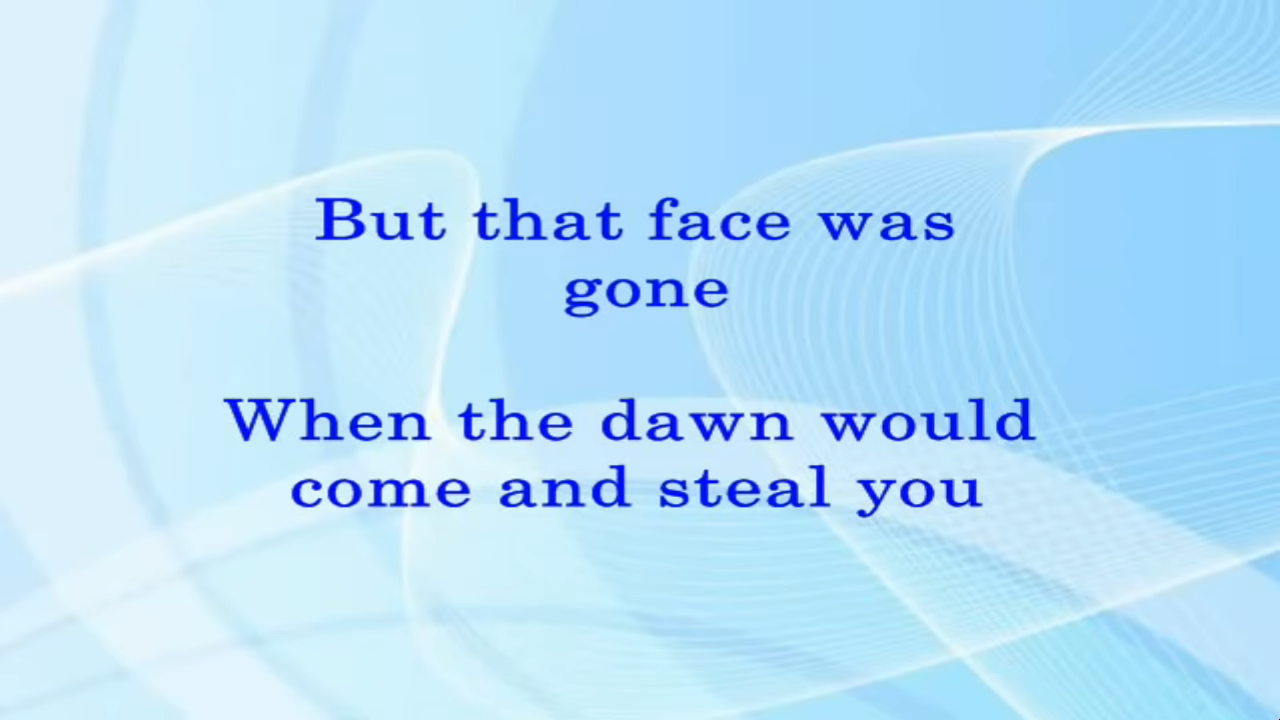 But that face was
gone
When the dawn would
come and steal you